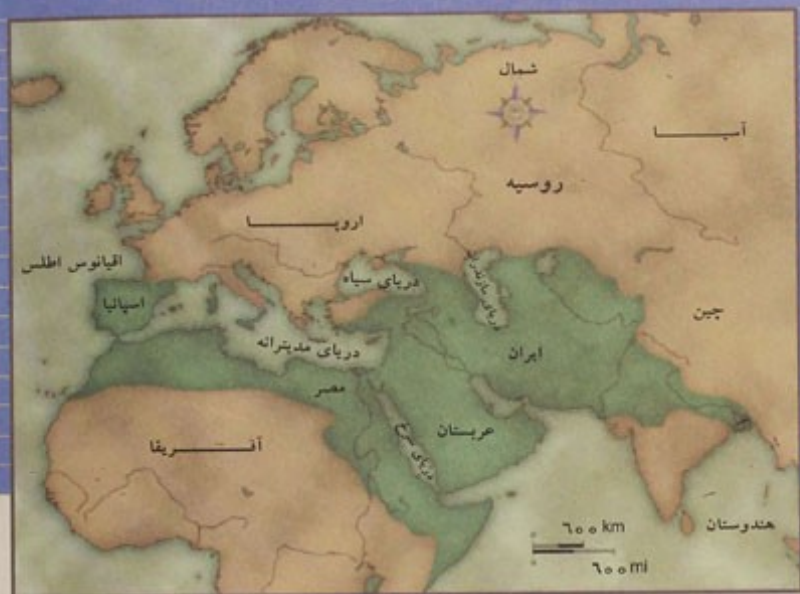 شمال
آسیا
روسیه
اروپا
اقیانوس اطلس
دریای سیاه
دریای مازندران
اسپانیا
چین
دریای مدیترانه
ایران
مصر
عربستان
دریای سرخ
آفریقا
هندوستان
۶۰۰ km
۶۰۰ mi